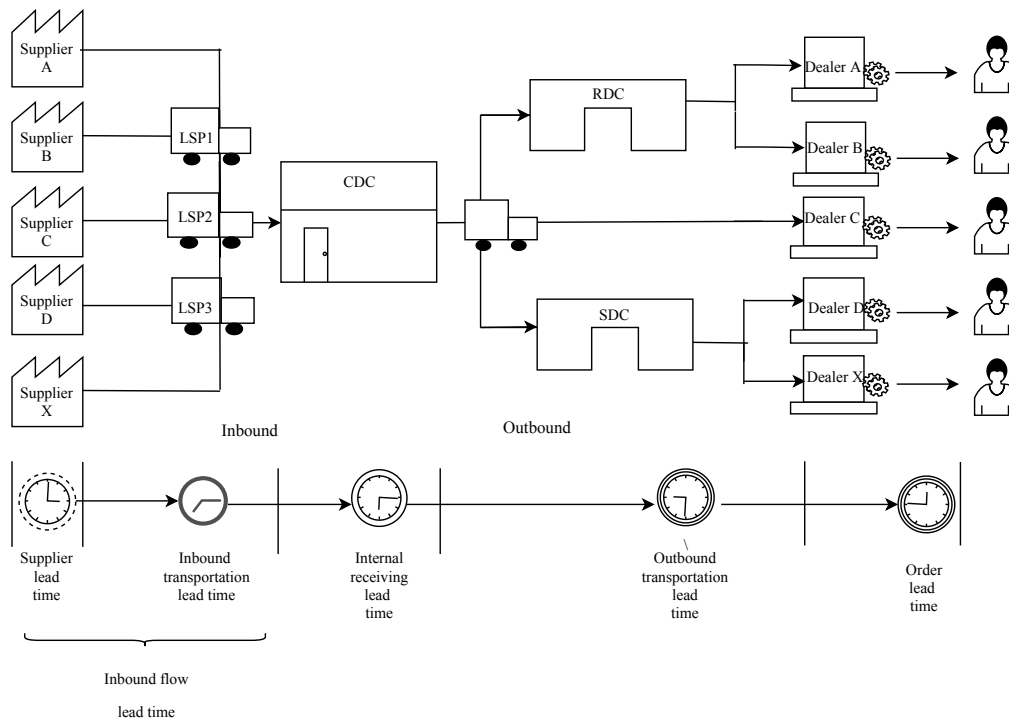 Supplier
A
Supplier
B
Supplier
C
Supplier
D
Supplier
X
LSP1
LSP2
LSP3
CDC
RDC
SDC
Dealer A
Dealer B
Dealer C
Dealer D
Dealer X
Inbound
Outbound
Supplier
lead
time
Inbound
transportation
lead time
Internal
receiving
lead
time
Outbound
transportation
lead
time
Order
lead
time
Inbound flow
lead time